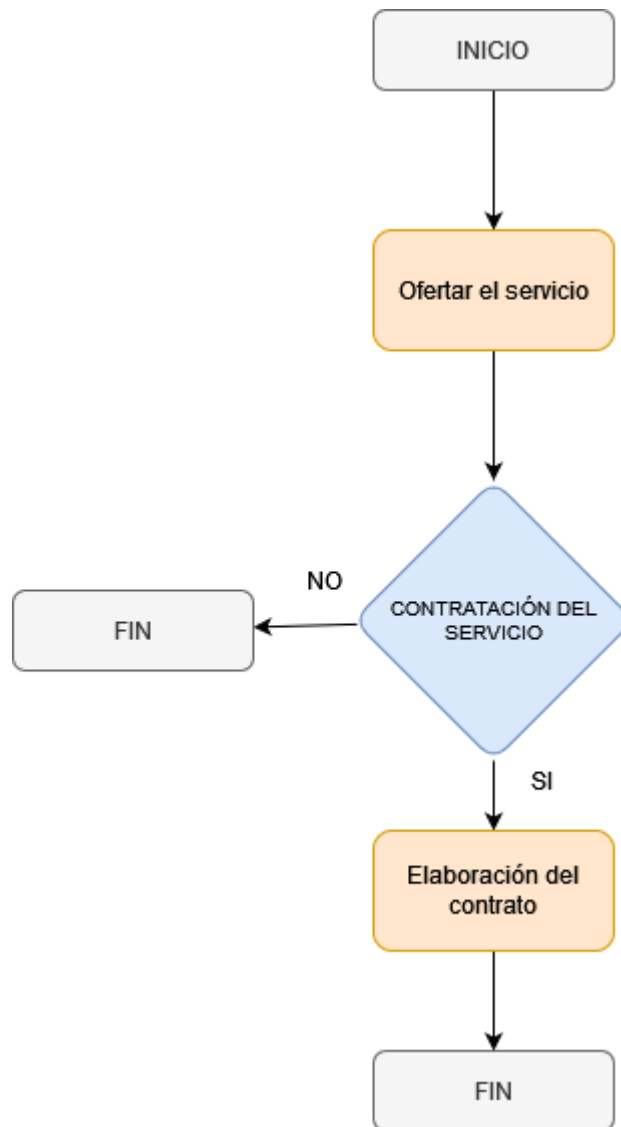 INICIO
Ofertar el servicio
NO
CONTRATACIÓN DEL
SERVICIO
FIN
SI
Elaboración del
contrato
FIN